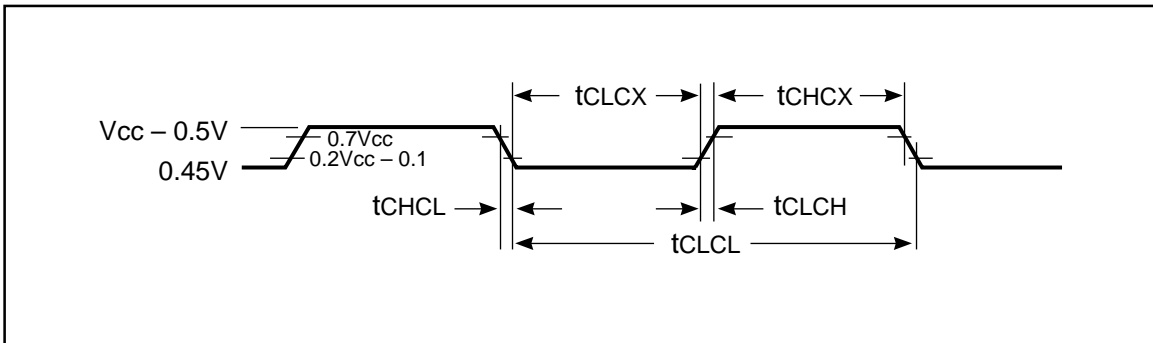 tCLCX
tCHCX
Vcc – 0.5V
0.7Vcc
0.2Vcc – 0.1
0.45V
tCHCL
tCLCH
tCLCL